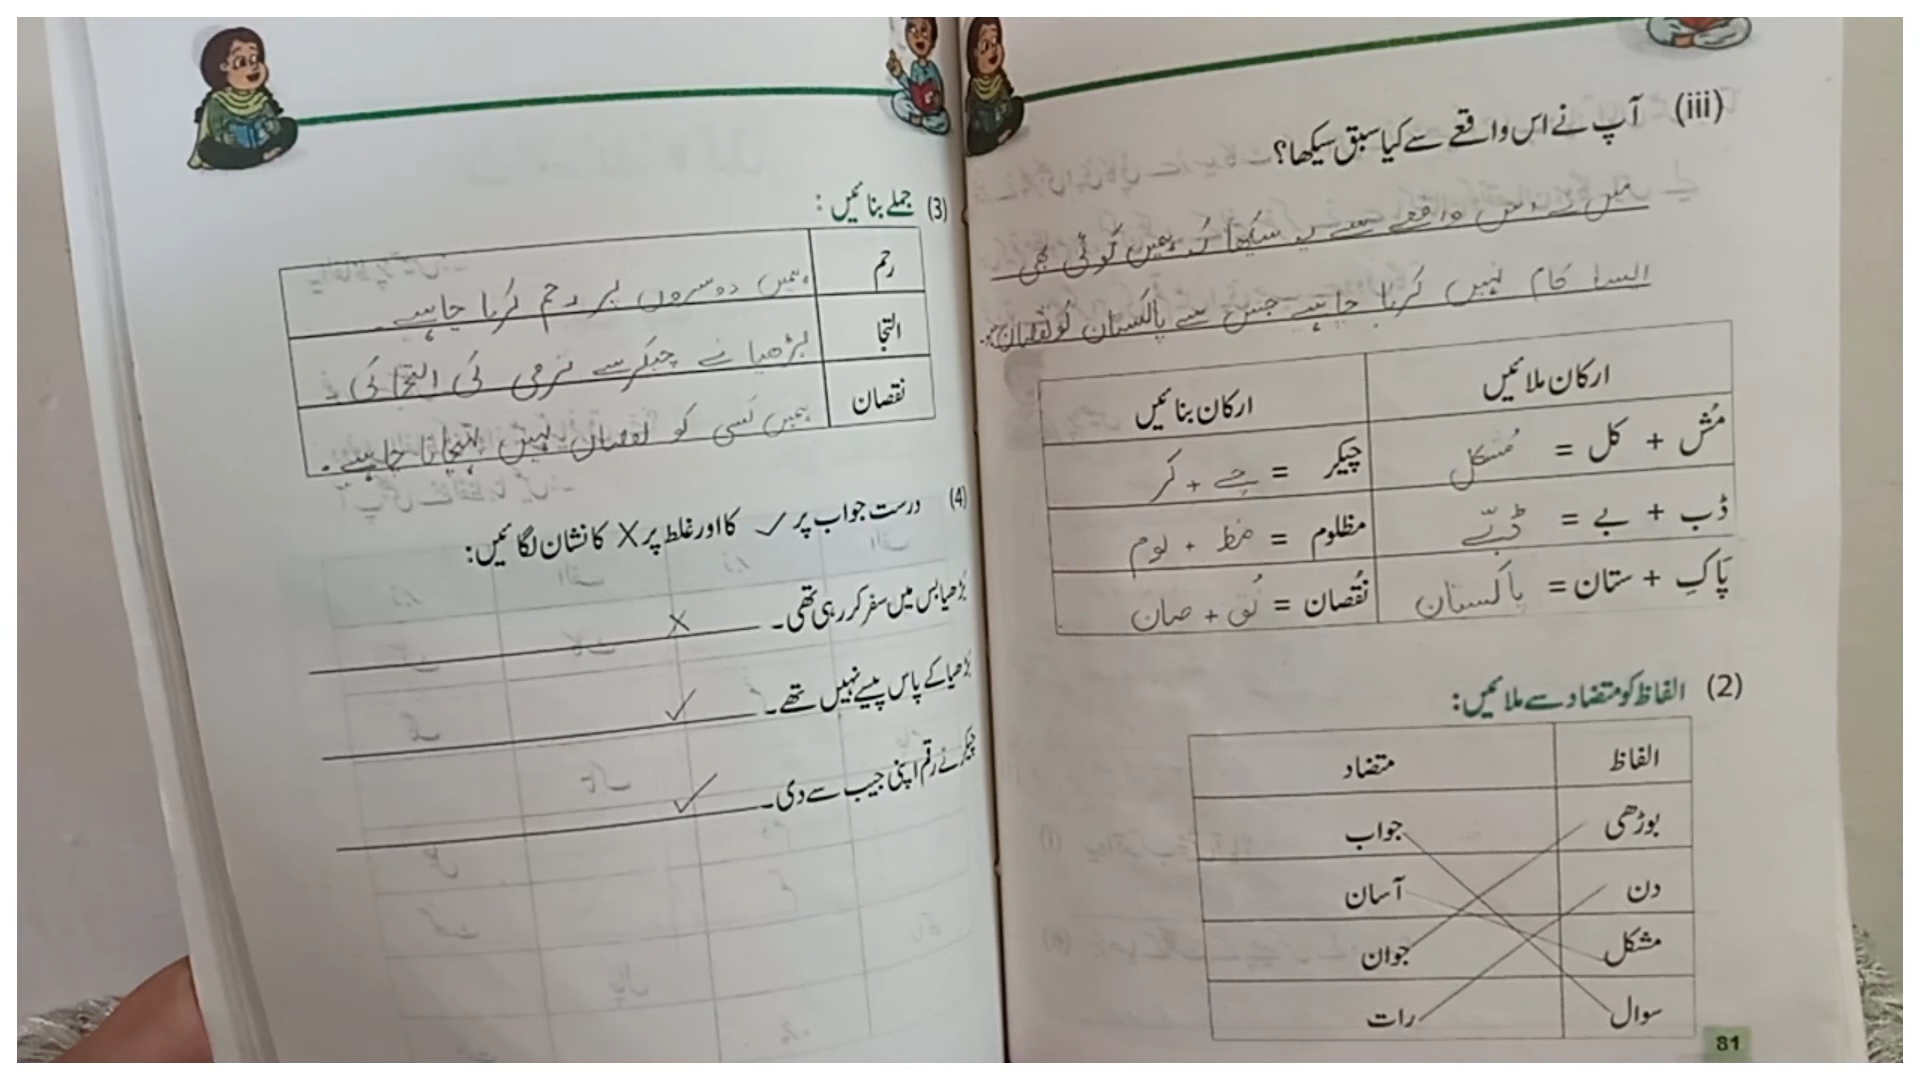 (iii) آپ نے اس واقعے سے کیا سبق سیکھا؟
میں نے اس واقعے سے یہ سیکھا کہ ہمیں کوئی بھی
ایسا کام نہیں کرنا چاہیے جس سے پاکستان کو نقصان ہو۔
ارکان ملائیں ارکان بنائیں
مُش + کل = مُشکل چیکر = چے + کر
ڈب + بے = ڈبّے مظلوم = مظ + لوم
پَاکِ + ستان = پاکستان نُقصان = نُق + صان
(2) الفاظ کو متضاد سے ملائیں:
الفاظ متضاد
بوڑھی جواب
دن آسان
مشکل جوان
سوال رات
81
(3) جملے بنائیں:
رحم ہمیں دوسروں پر رحم کرنا چاہیے۔
التجا بڑھیا نے چیکر سے نرمی کی التجا کی۔
نقصان ہمیں کسی کو نقصان نہیں پہنچانا چاہیے۔
(4) درست جواب پر ✓ کا اور غلط پر X کا نشان لگائیں:
بُڑھیا بس میں سفر کر رہی تھی۔ X
بُڑھیا کے پاس پیسے نہیں تھے۔ ✓
چیکر نے رقم اپنی جیب سے دی۔ ✓